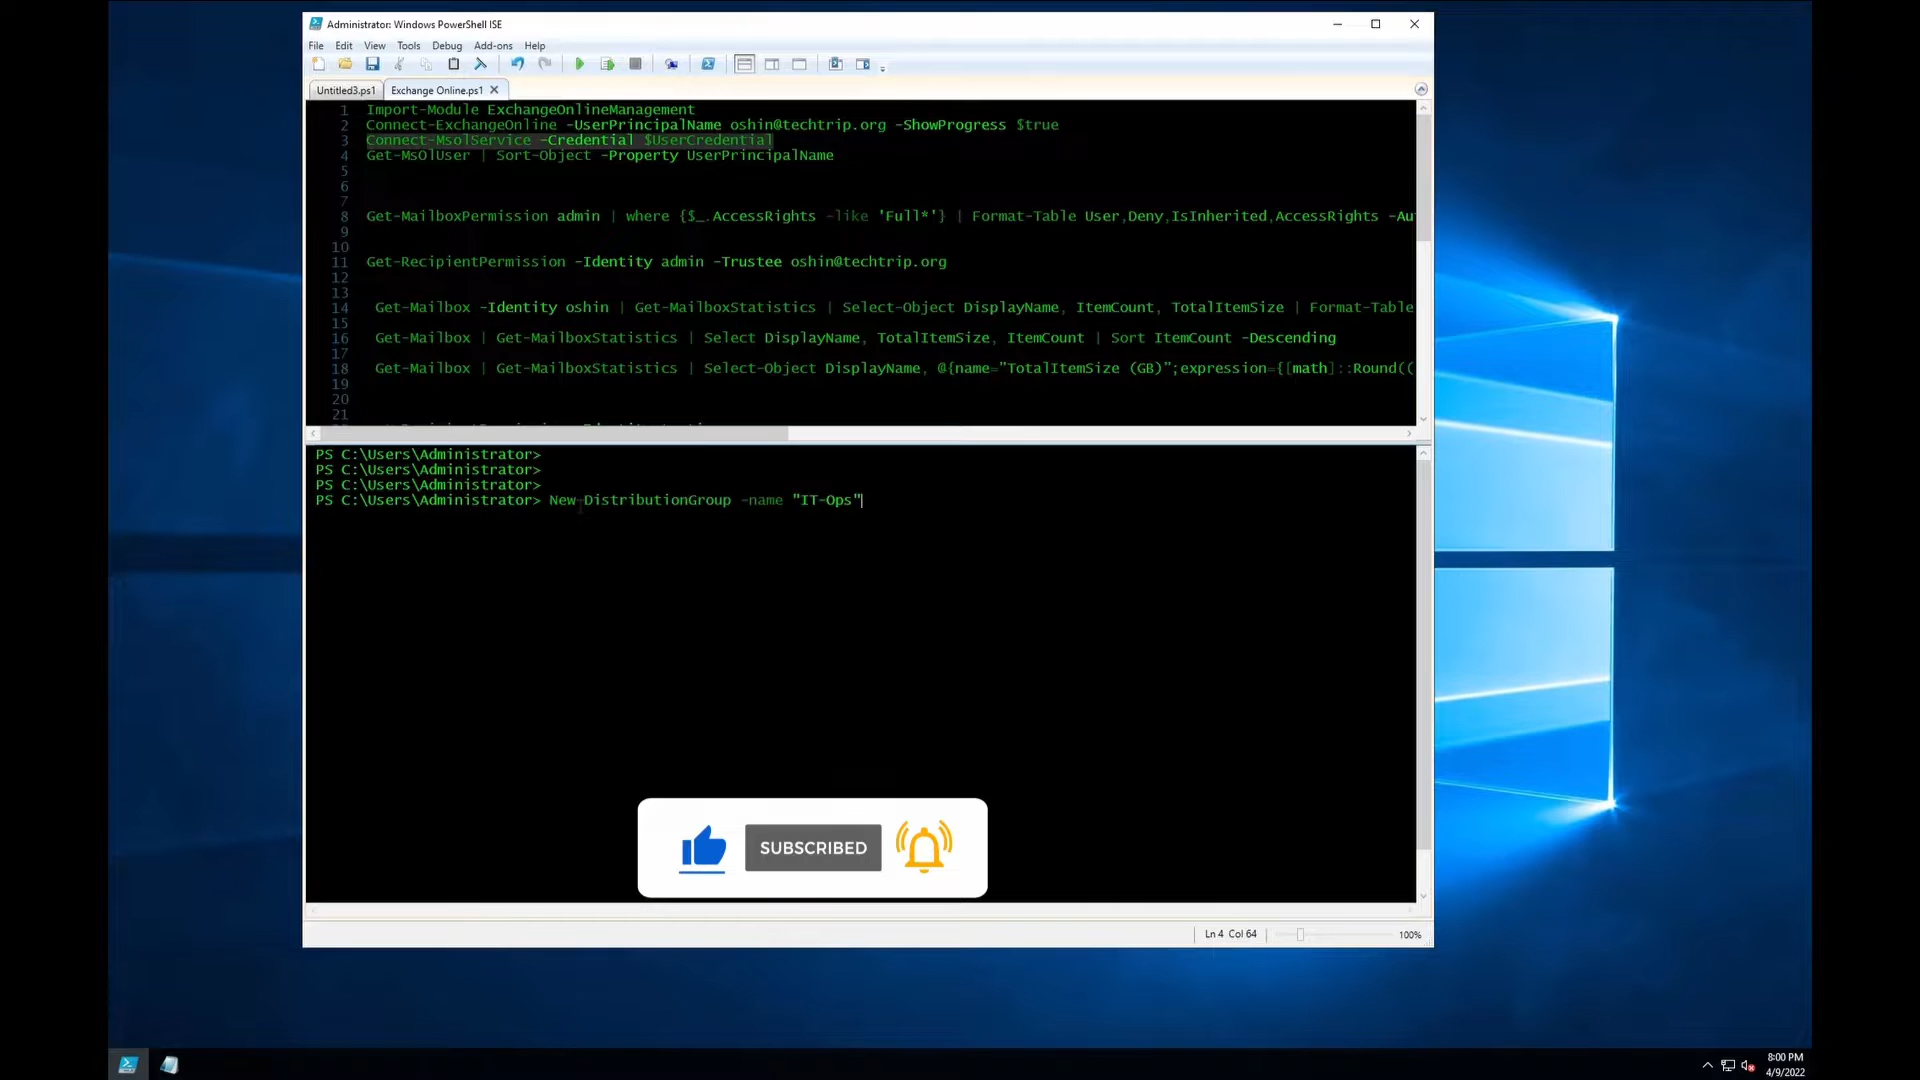 Administrator: Windows PowerShell ISE
File Edit View Tools Debug Add-ons Help
Untitled3.ps1 Exchange Online.ps1
1 Import-Module ExchangeOnlineManagement
2 Connect-ExchangeOnline -UserPrincipalName oshin@techtrip.org -ShowProgress $true
3 Connect-MsolService -Credential $UserCredential
4 Get-MsOlUser | Sort-Object -Property UserPrincipalName
5
6
7
8 Get-MailboxPermission admin | where {$_.AccessRights -like 'Full*'} | Format-Table User,Deny,IsInherited,AccessRights -Au
9
10
11 Get-RecipientPermission -Identity admin -Trustee oshin@techtrip.org
12
13
14 Get-Mailbox -Identity oshin | Get-MailboxStatistics | Select-Object DisplayName, ItemCount, TotalItemSize | Format-Table
15
16 Get-Mailbox | Get-MailboxStatistics | Select DisplayName, TotalItemSize, ItemCount | Sort ItemCount -Descending
17
18 Get-Mailbox | Get-MailboxStatistics | Select-Object DisplayName, @{name="TotalItemSize (GB)";expression={[math]::Round((
19
20
21
PS C:\Users\Administrator>
PS C:\Users\Administrator>
PS C:\Users\Administrator>
PS C:\Users\Administrator> New-DistributionGroup -name "IT-Ops"
SUBSCRIBED
Ln 4 Col 64 100%
8:00 PM
4/9/2022